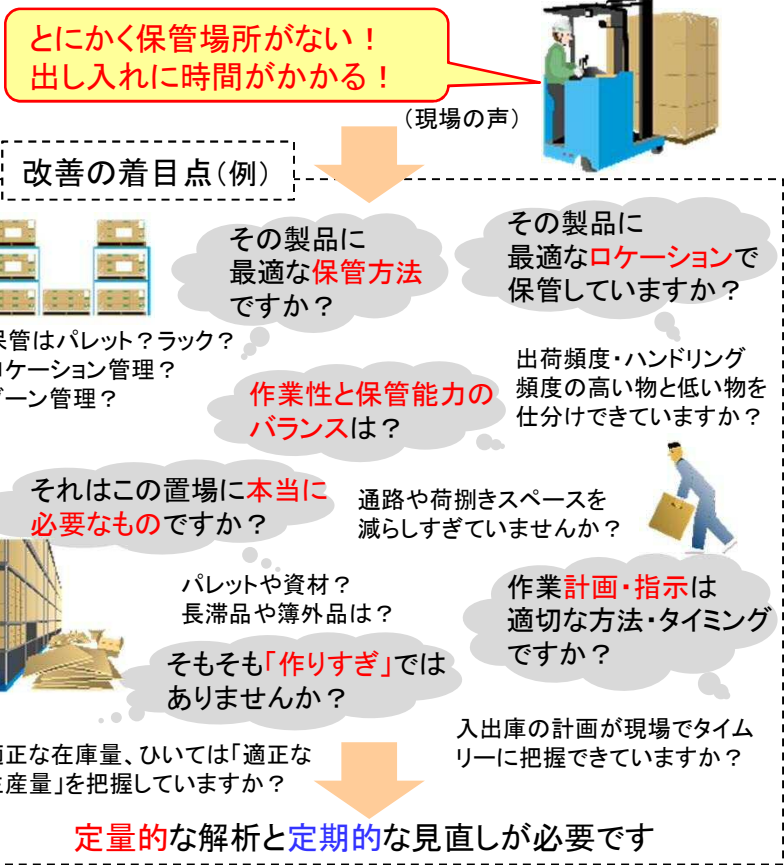 とにかく保管場所がない！
出し入れに時間がかかる！
（現場の声）
改善の着目点（例）
その製品に
最適な保管方法
ですか？
その製品に
最適なロケーションで
保管していますか？
保管はパレット？ラック？
ロケーション管理？
ゾーン管理？
出荷頻度・ハンドリング
頻度の高い物と低い物を
仕分けできていますか？
作業性と保管能力の
バランスは？
それはこの置場に本当に
必要なものですか？
通路や荷捌きスペースを
減らしすぎていませんか？
パレットや資材？
長滞品や簿外品は？
作業計画・指示は
適切な方法・タイミング
ですか？
そもそも「作りすぎ」では
ありませんか？
入出庫の計画が現場でタイム
リーに把握できていますか？
適正な在庫量、ひいては「適正な
生産量」を把握していますか？
定量的な解析と定期的な見直しが必要です